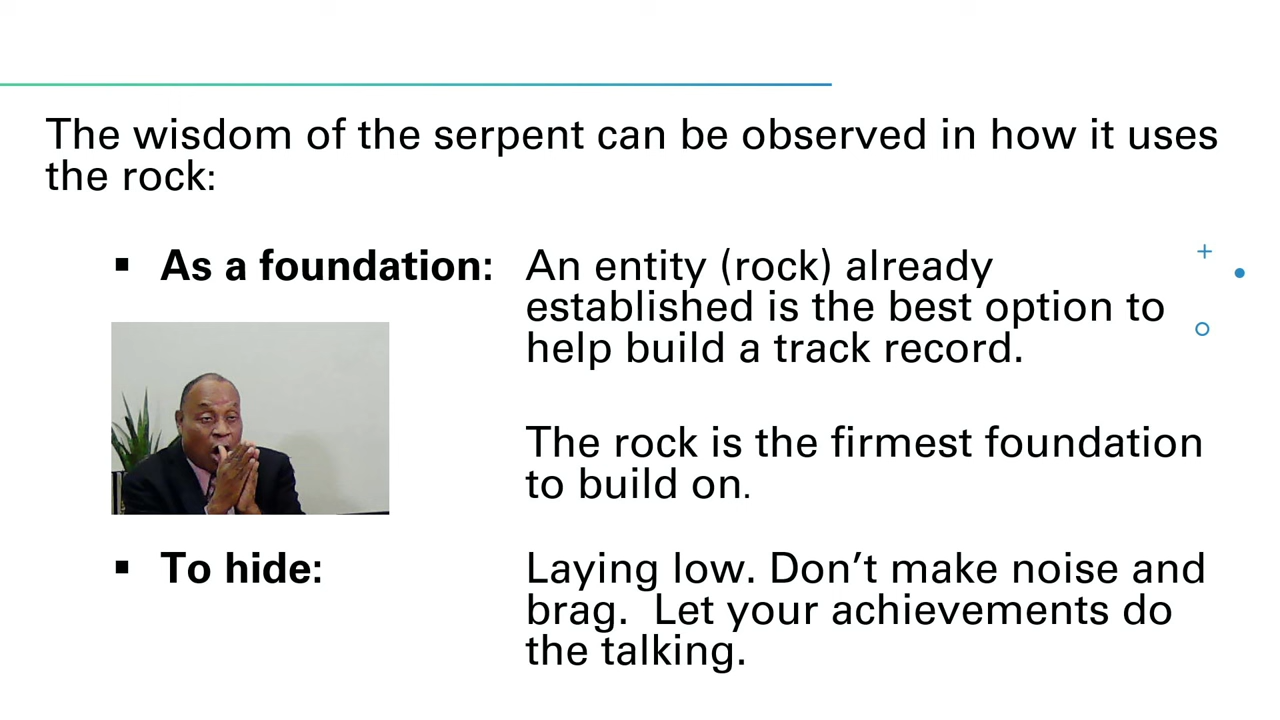 The wisdom of the serpent can be observed in how it uses
the rock:
▪ As a foundation: An entity (rock) already
established is the best option to
help build a track record.
The rock is the firmest foundation
to build on.
▪ To hide: Laying low. Don’t make noise and
brag.  Let your achievements do
the talking.